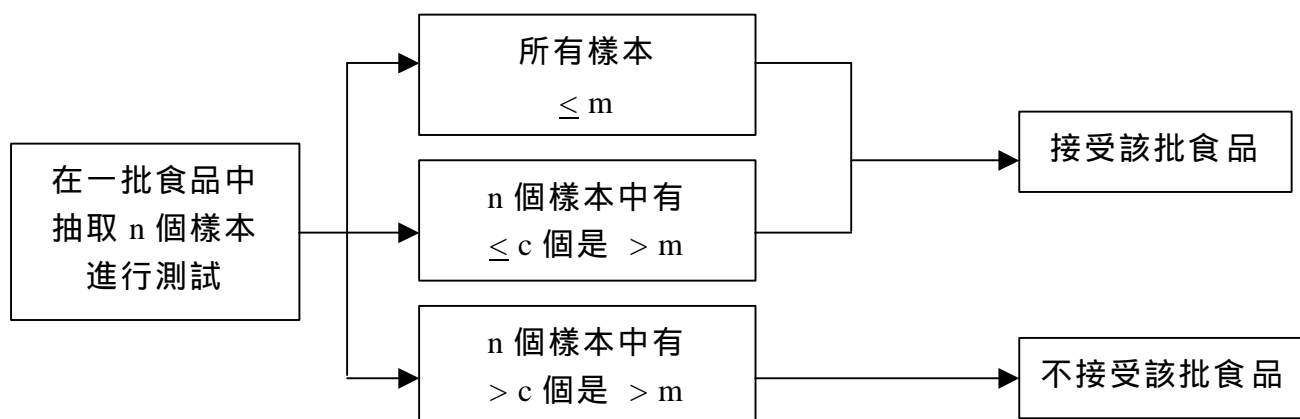 在一批食品中
抽取 n 個樣本
進行測試
所有樣本
≤ m
n 個樣本中有
≤ c 個是 > m
n 個樣本中有
> c 個是 > m
接受該批食品
不接受該批食品